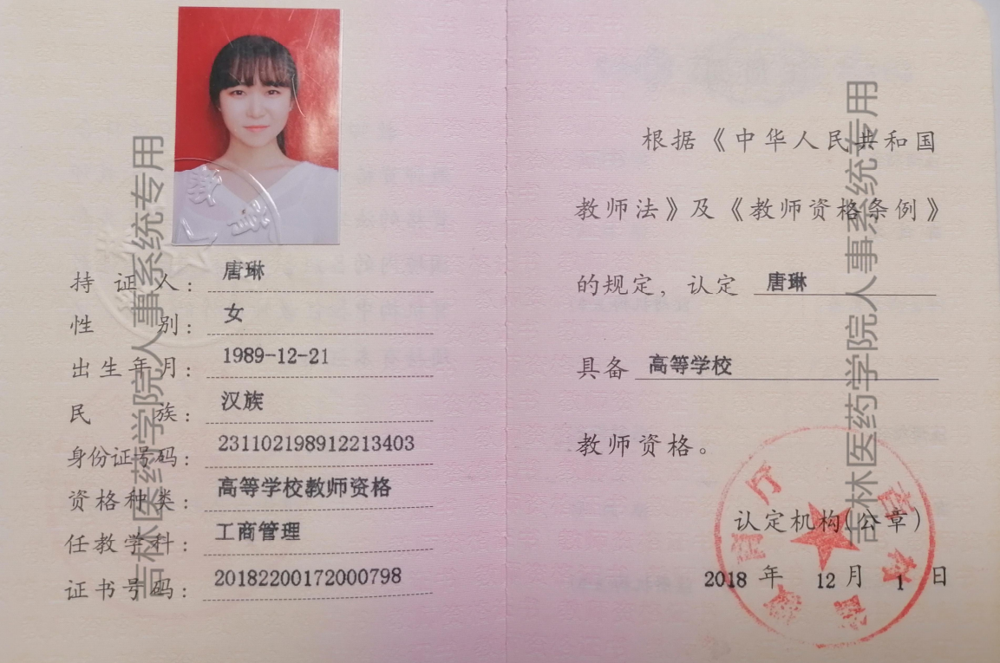 持证人：唐琳
性别：女
出生年月：1989-12-21
民族：汉族
身份证号码：231102198912213403
资格种类：高等学校教师资格
任教学科：工商管理
证书号码：20182200172000798
吉林医药学院人事系统专用
根据《中华人民共和国
教师法》及《教师资格条例》
的规定，认定 唐琳
具备 高等学校
教师资格。
认定机构(公章)
2018 年 12 月 1 日
吉林医药学院人事系统专用